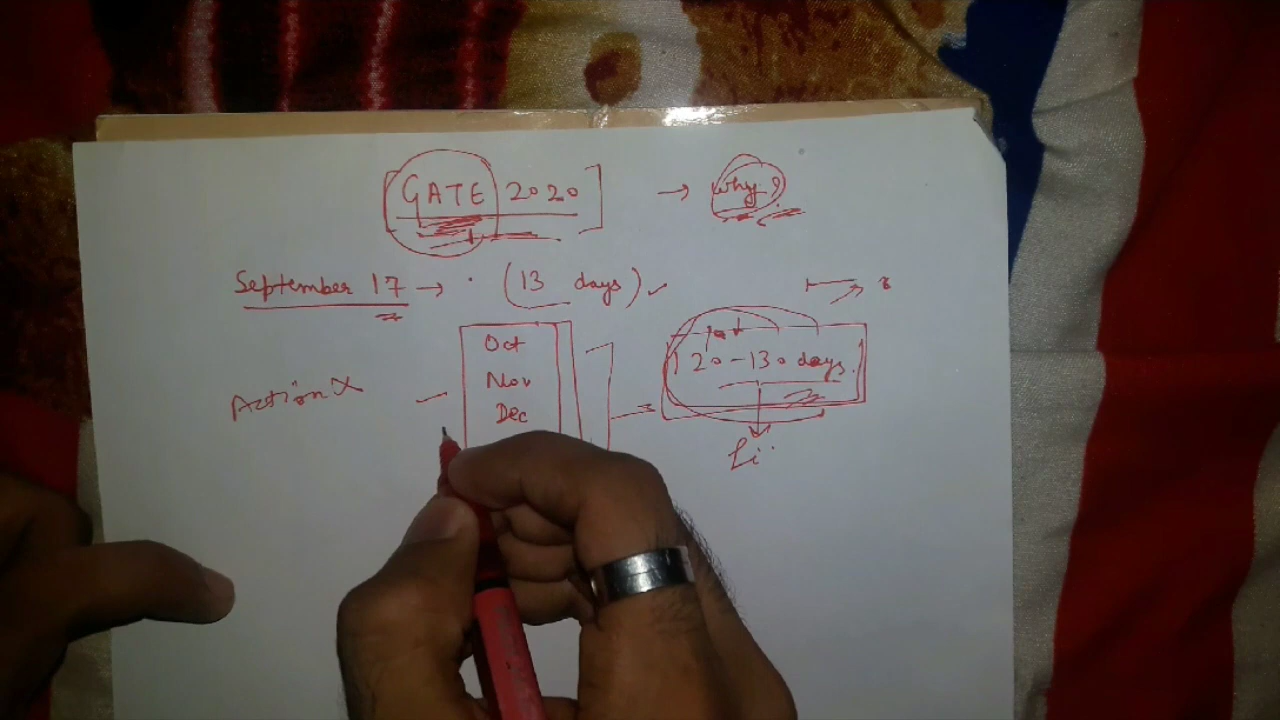 GATE 2020 → why?
September 17 → (13 days)
Oct
Nov
Dec
120-130 days.
Action